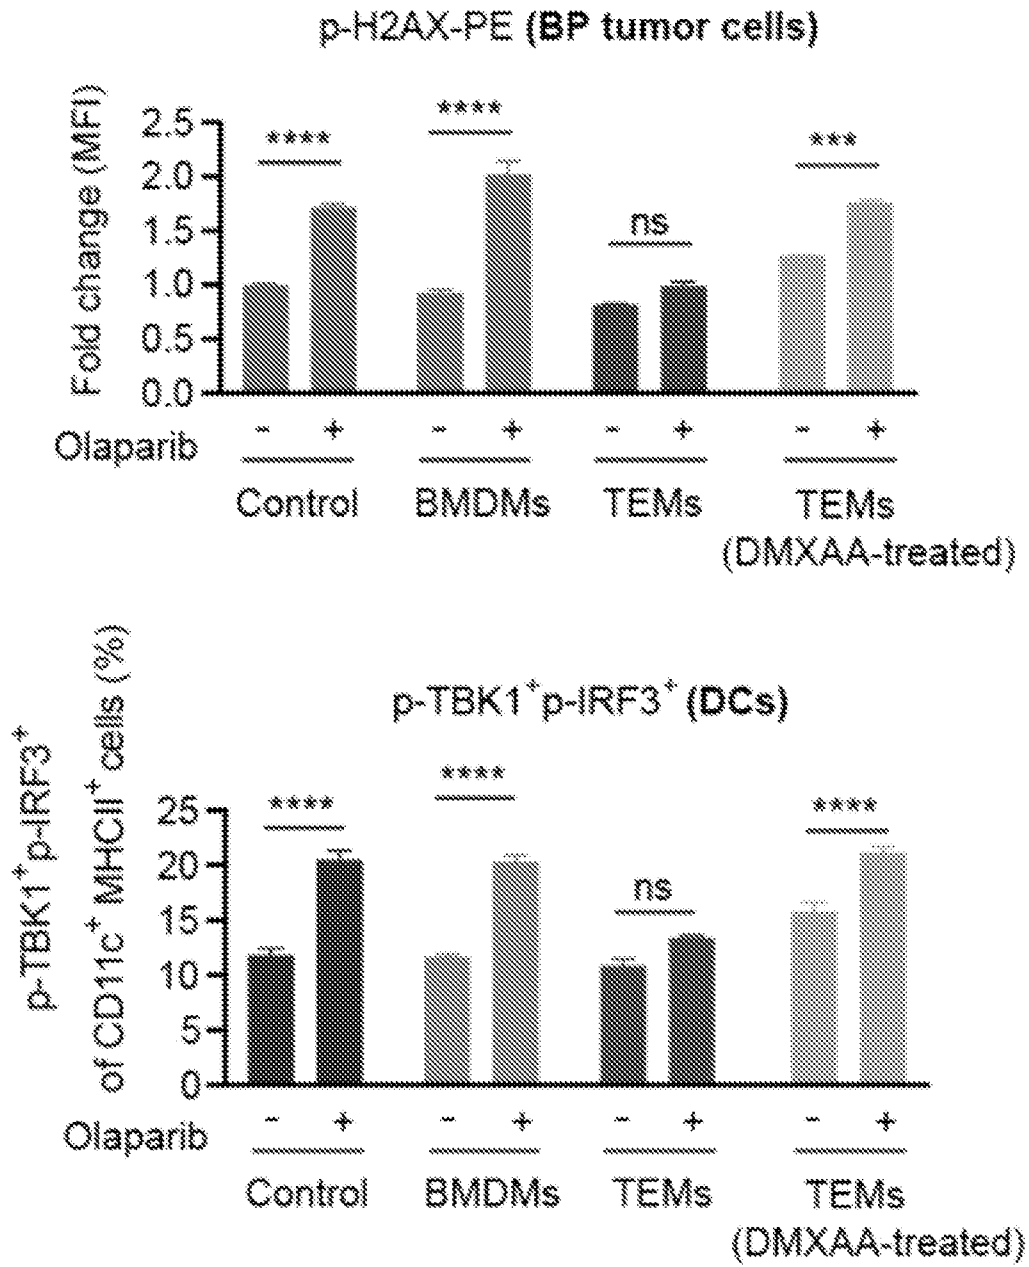 p-H2AX-PE (BP tumor cells)
Fold change (MFI)
2.5
2.0
1.5
1.0
0.5
0.0
****
****
ns
***
Olaparib - + - + - + - +
Control BMDMs TEMs TEMs
(DMXAA-treated)
p-TBK1⁺p-IRF3⁺ (DCs)
p-TBK1⁺p-IRF3⁺
of CD11c⁺ MHCII⁺ cells (%)
25
20
15
10
5
0
****
****
ns
****
Olaparib - + - + - + - +
Control BMDMs TEMs TEMs
(DMXAA-treated)